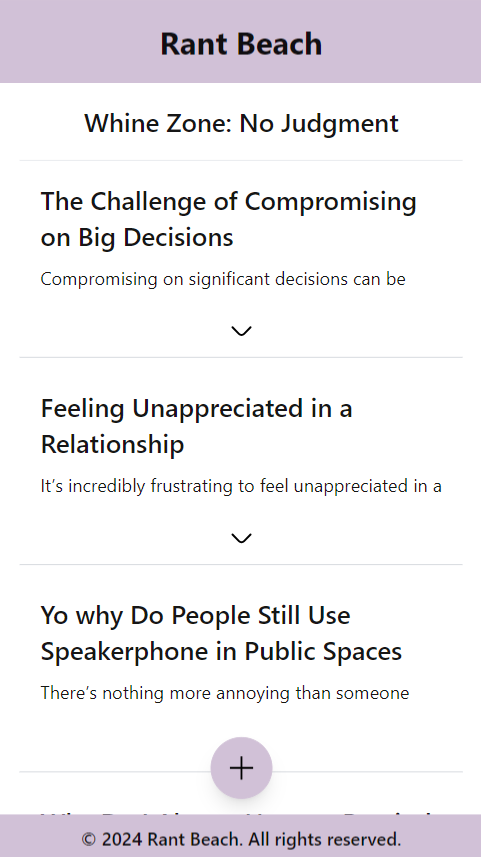 Rant Beach
Whine Zone: No Judgment
The Challenge of Compromising
on Big Decisions
Compromising on significant decisions can be
Feeling Unappreciated in a
Relationship
It’s incredibly frustrating to feel unappreciated in a
Yo why Do People Still Use
Speakerphone in Public Spaces
There’s nothing more annoying than someone
© 2024 Rant Beach. All rights reserved.